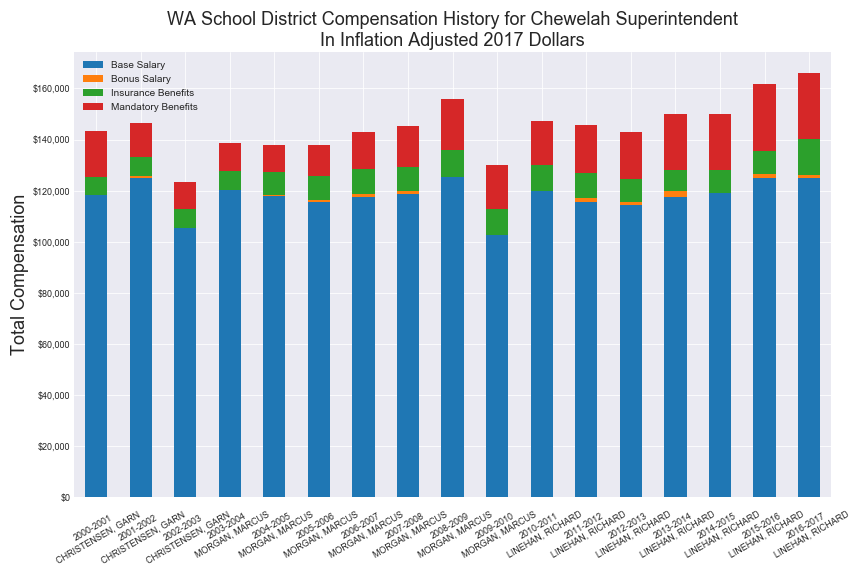 WA School District Compensation History for Chewelah Superintendent
In Inflation Adjusted 2017 Dollars
Base Salary
Bonus Salary
Insurance Benefits
Mandatory Benefits
Total Compensation
$160,000
$140,000
$120,000
$100,000
$80,000
$60,000
$40,000
$20,000
$0
2000-2001
CHRISTENSEN, GARN
2001-2002
CHRISTENSEN, GARN
2002-2003
CHRISTENSEN, GARN
2003-2004
MORGAN, MARCUS
2004-2005
MORGAN, MARCUS
2005-2006
MORGAN, MARCUS
2006-2007
MORGAN, MARCUS
2007-2008
MORGAN, MARCUS
2008-2009
MORGAN, MARCUS
2009-2010
MORGAN, MARCUS
2010-2011
LINEHAN, RICHARD
2011-2012
LINEHAN, RICHARD
2012-2013
LINEHAN, RICHARD
2013-2014
LINEHAN, RICHARD
2014-2015
LINEHAN, RICHARD
2015-2016
LINEHAN, RICHARD
2016-2017
LINEHAN, RICHARD